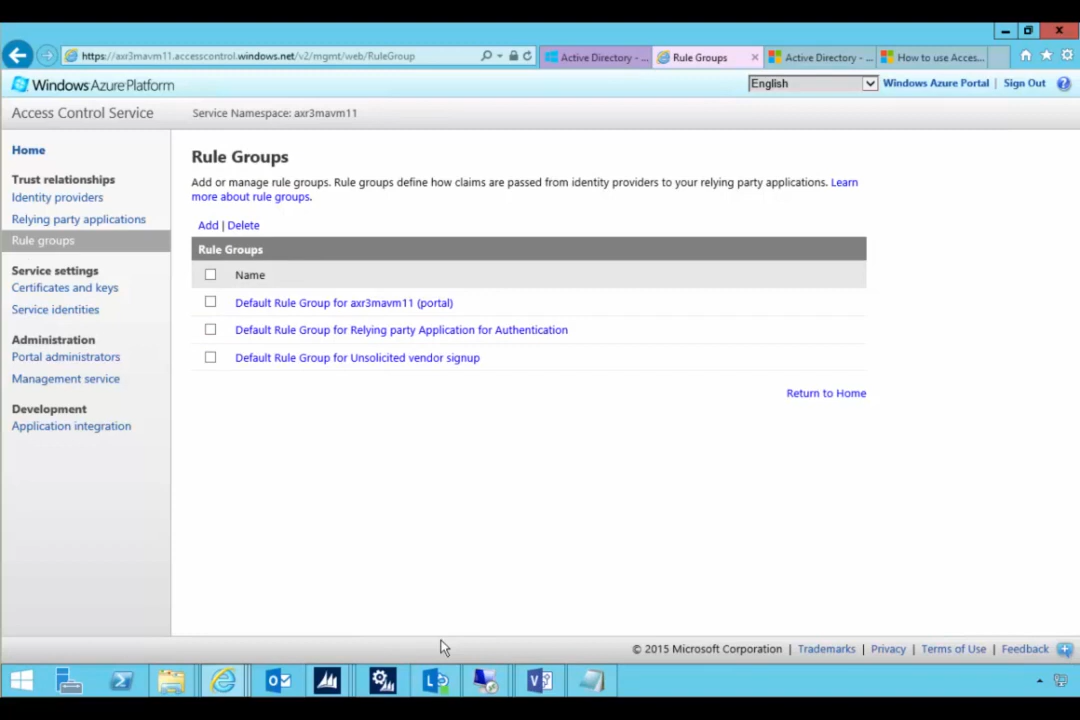 https://axr3mavm11.accesscontrol.windows.net/v2/mgmt/web/RuleGroup
Active Directory - ...
Rule Groups
Active Directory - ...
How to use Acces...
Windows Azure Platform
English
Windows Azure Portal | Sign Out
Access Control Service
Service Namespace: axr3mavm11
Home
Trust relationships
Identity providers
Relying party applications
Rule groups
Service settings
Certificates and keys
Service identities
Administration
Portal administrators
Management service
Development
Application integration
Rule Groups
Add or manage rule groups. Rule groups define how claims are passed from identity providers to your relying party applications. Learn
more about rule groups.
Add | Delete
Rule Groups
Name
Default Rule Group for axr3mavm11 (portal)
Default Rule Group for Relying party Application for Authentication
Default Rule Group for Unsolicited vendor signup
Return to Home
© 2015 Microsoft Corporation | Trademarks | Privacy | Terms of Use | Feedback